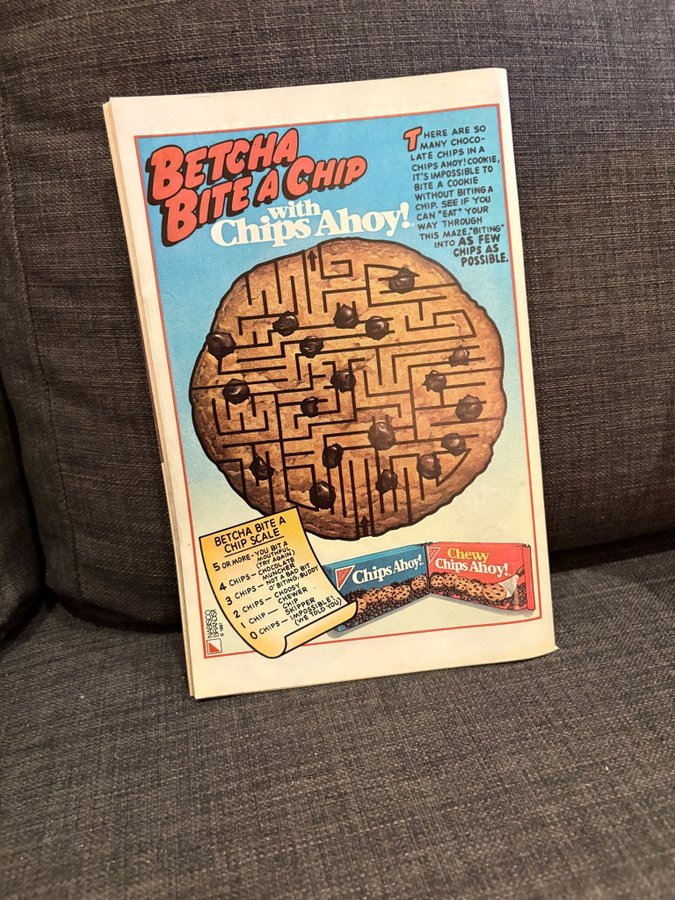 BETCHA
BITE A CHIP
with
Chips Ahoy!
THERE ARE SO
MANY CHOCO-
LATE CHIPS IN A
CHIPS AHOY! COOKIE,
IT'S IMPOSSIBLE TO
BITE A COOKIE
WITHOUT BITING A
CHIP. SEE IF YOU
CAN "EAT" YOUR
WAY THROUGH
THIS MAZE, "BITING"
INTO AS FEW
CHIPS AS
POSSIBLE.
BETCHA BITE A
CHIP SCALE
5 OR MORE - YOU BIT A
MOUTHFUL
(TRY AGAIN)
4 CHIPS - CHOCOLATE
MUNCHER
3 CHIPS - NOT A BAD BIT
O' BITING, BUDDY
2 CHIPS - CHOOSY
CHEWER
1 CHIP - CHIP
SKIPPER
0 CHIPS - IMPOSSIBLE!
(WE TOLD YOU)
Chips Ahoy!
Chewy
Chips Ahoy!
NABISCO
BRANDS
© 1987